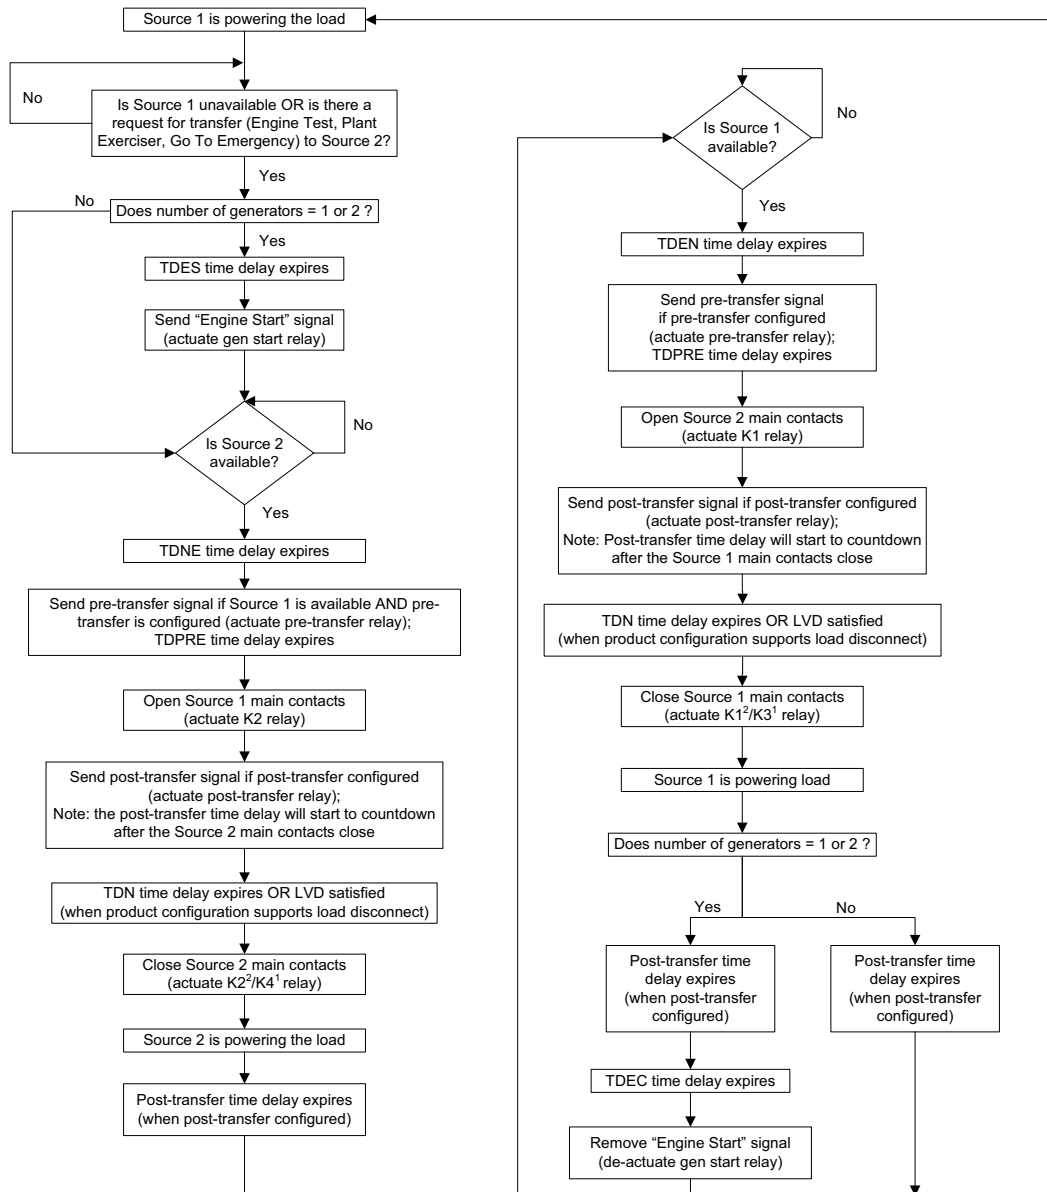 Source 1 is powering the load
No
Is Source 1 unavailable OR is there a
request for transfer (Engine Test, Plant
Exerciser, Go To Emergency) to Source 2?
Yes
No
Does number of generators = 1 or 2 ?
Yes
TDES time delay expires
Send “Engine Start” signal
(actuate gen start relay)
No
Is Source 2
available?
Yes
TDNE time delay expires
Send pre-transfer signal if Source 1 is available AND pre-
transfer is configured (actuate pre-transfer relay);
TDPRE time delay expires
Open Source 1 main contacts
(actuate K2 relay)
Send post-transfer signal if post-transfer configured
(actuate post-transfer relay);
Note: the post-transfer time delay will start to countdown
after the Source 2 main contacts close
TDN time delay expires OR LVD satisfied
(when product configuration supports load disconnect)
Close Source 2 main contacts
(actuate K2²/K4¹ relay)
Source 2 is powering the load
Post-transfer time delay expires
(when post-transfer configured)
No
Is Source 1
available?
Yes
TDEN time delay expires
Send pre-transfer signal
if pre-transfer configured
(actuate pre-transfer relay);
TDPRE time delay expires
Open Source 2 main contacts
(actuate K1 relay)
Send post-transfer signal if post-transfer configured
(actuate post-transfer relay);
Note: Post-transfer time delay will start to countdown
after the Source 1 main contacts close
TDN time delay expires OR LVD satisfied
(when product configuration supports load disconnect)
Close Source 1 main contacts
(actuate K1²/K3¹ relay)
Source 1 is powering load
Does number of generators = 1 or 2 ?
Yes
No
Post-transfer time
delay expires
(when post-transfer
configured)
Post-transfer time
delay expires
(when post-transfer
configured)
TDEC time delay expires
Remove “Engine Start” signal
(de-actuate gen start relay)